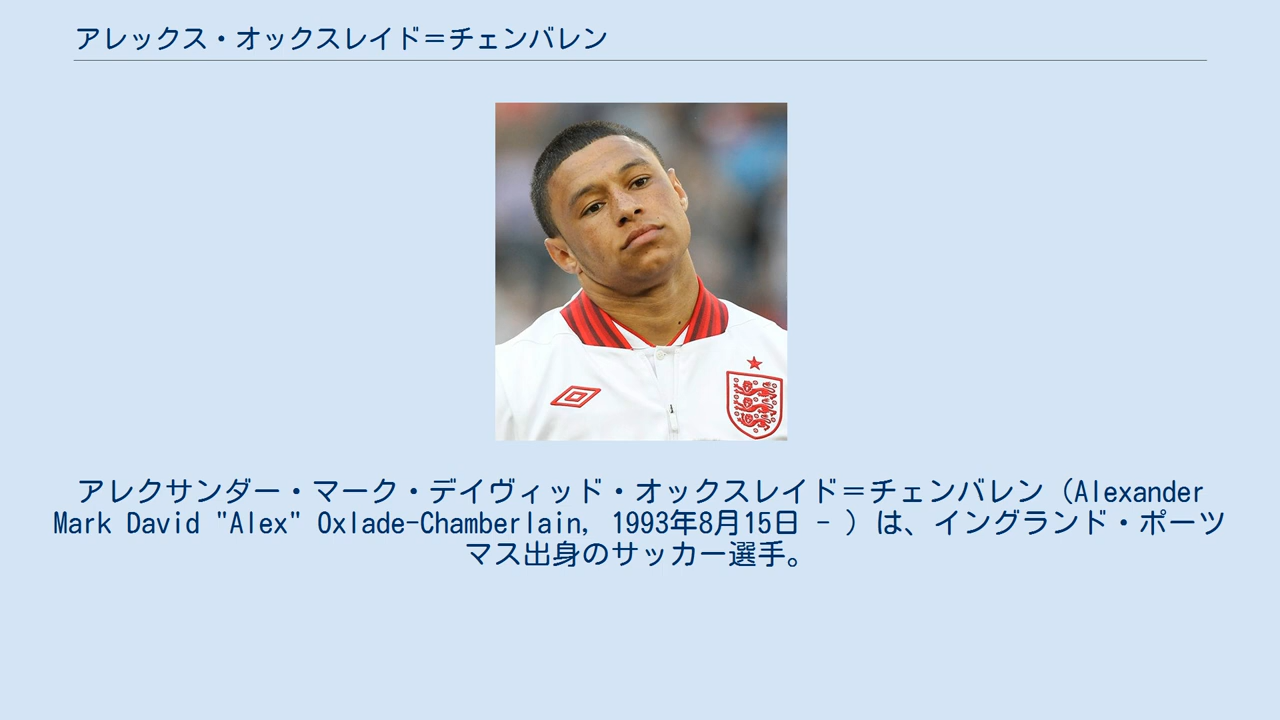 アレックス・オックスレイド＝チェンバレン
アレクサンダー・マーク・デイヴィッド・オックスレイド＝チェンバレン（Alexander
Mark David "Alex" Oxlade-Chamberlain, 1993年8月15日 - ）は、イングランド・ポーツ
マス出身のサッカー選手。